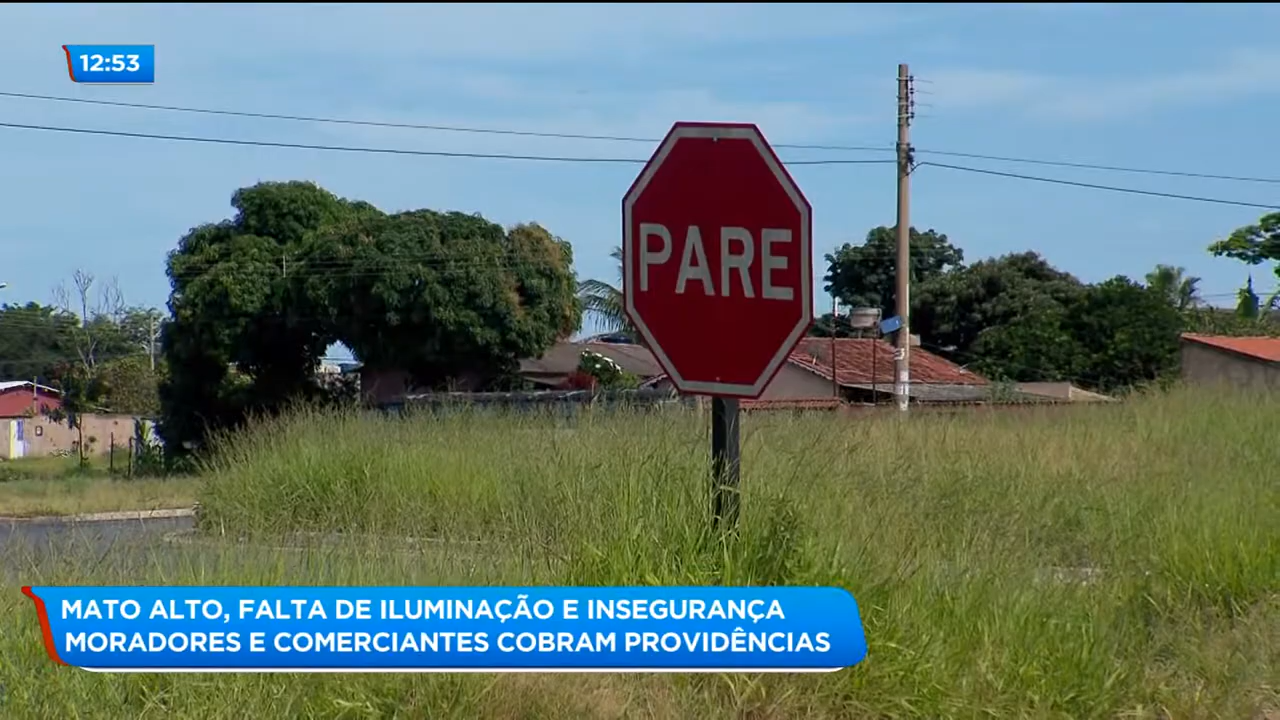 12:53
PARE
MATO ALTO, FALTA DE ILUMINAÇÃO E INSEGURANÇA
MORADORES E COMERCIANTES COBRAM PROVIDÊNCIAS